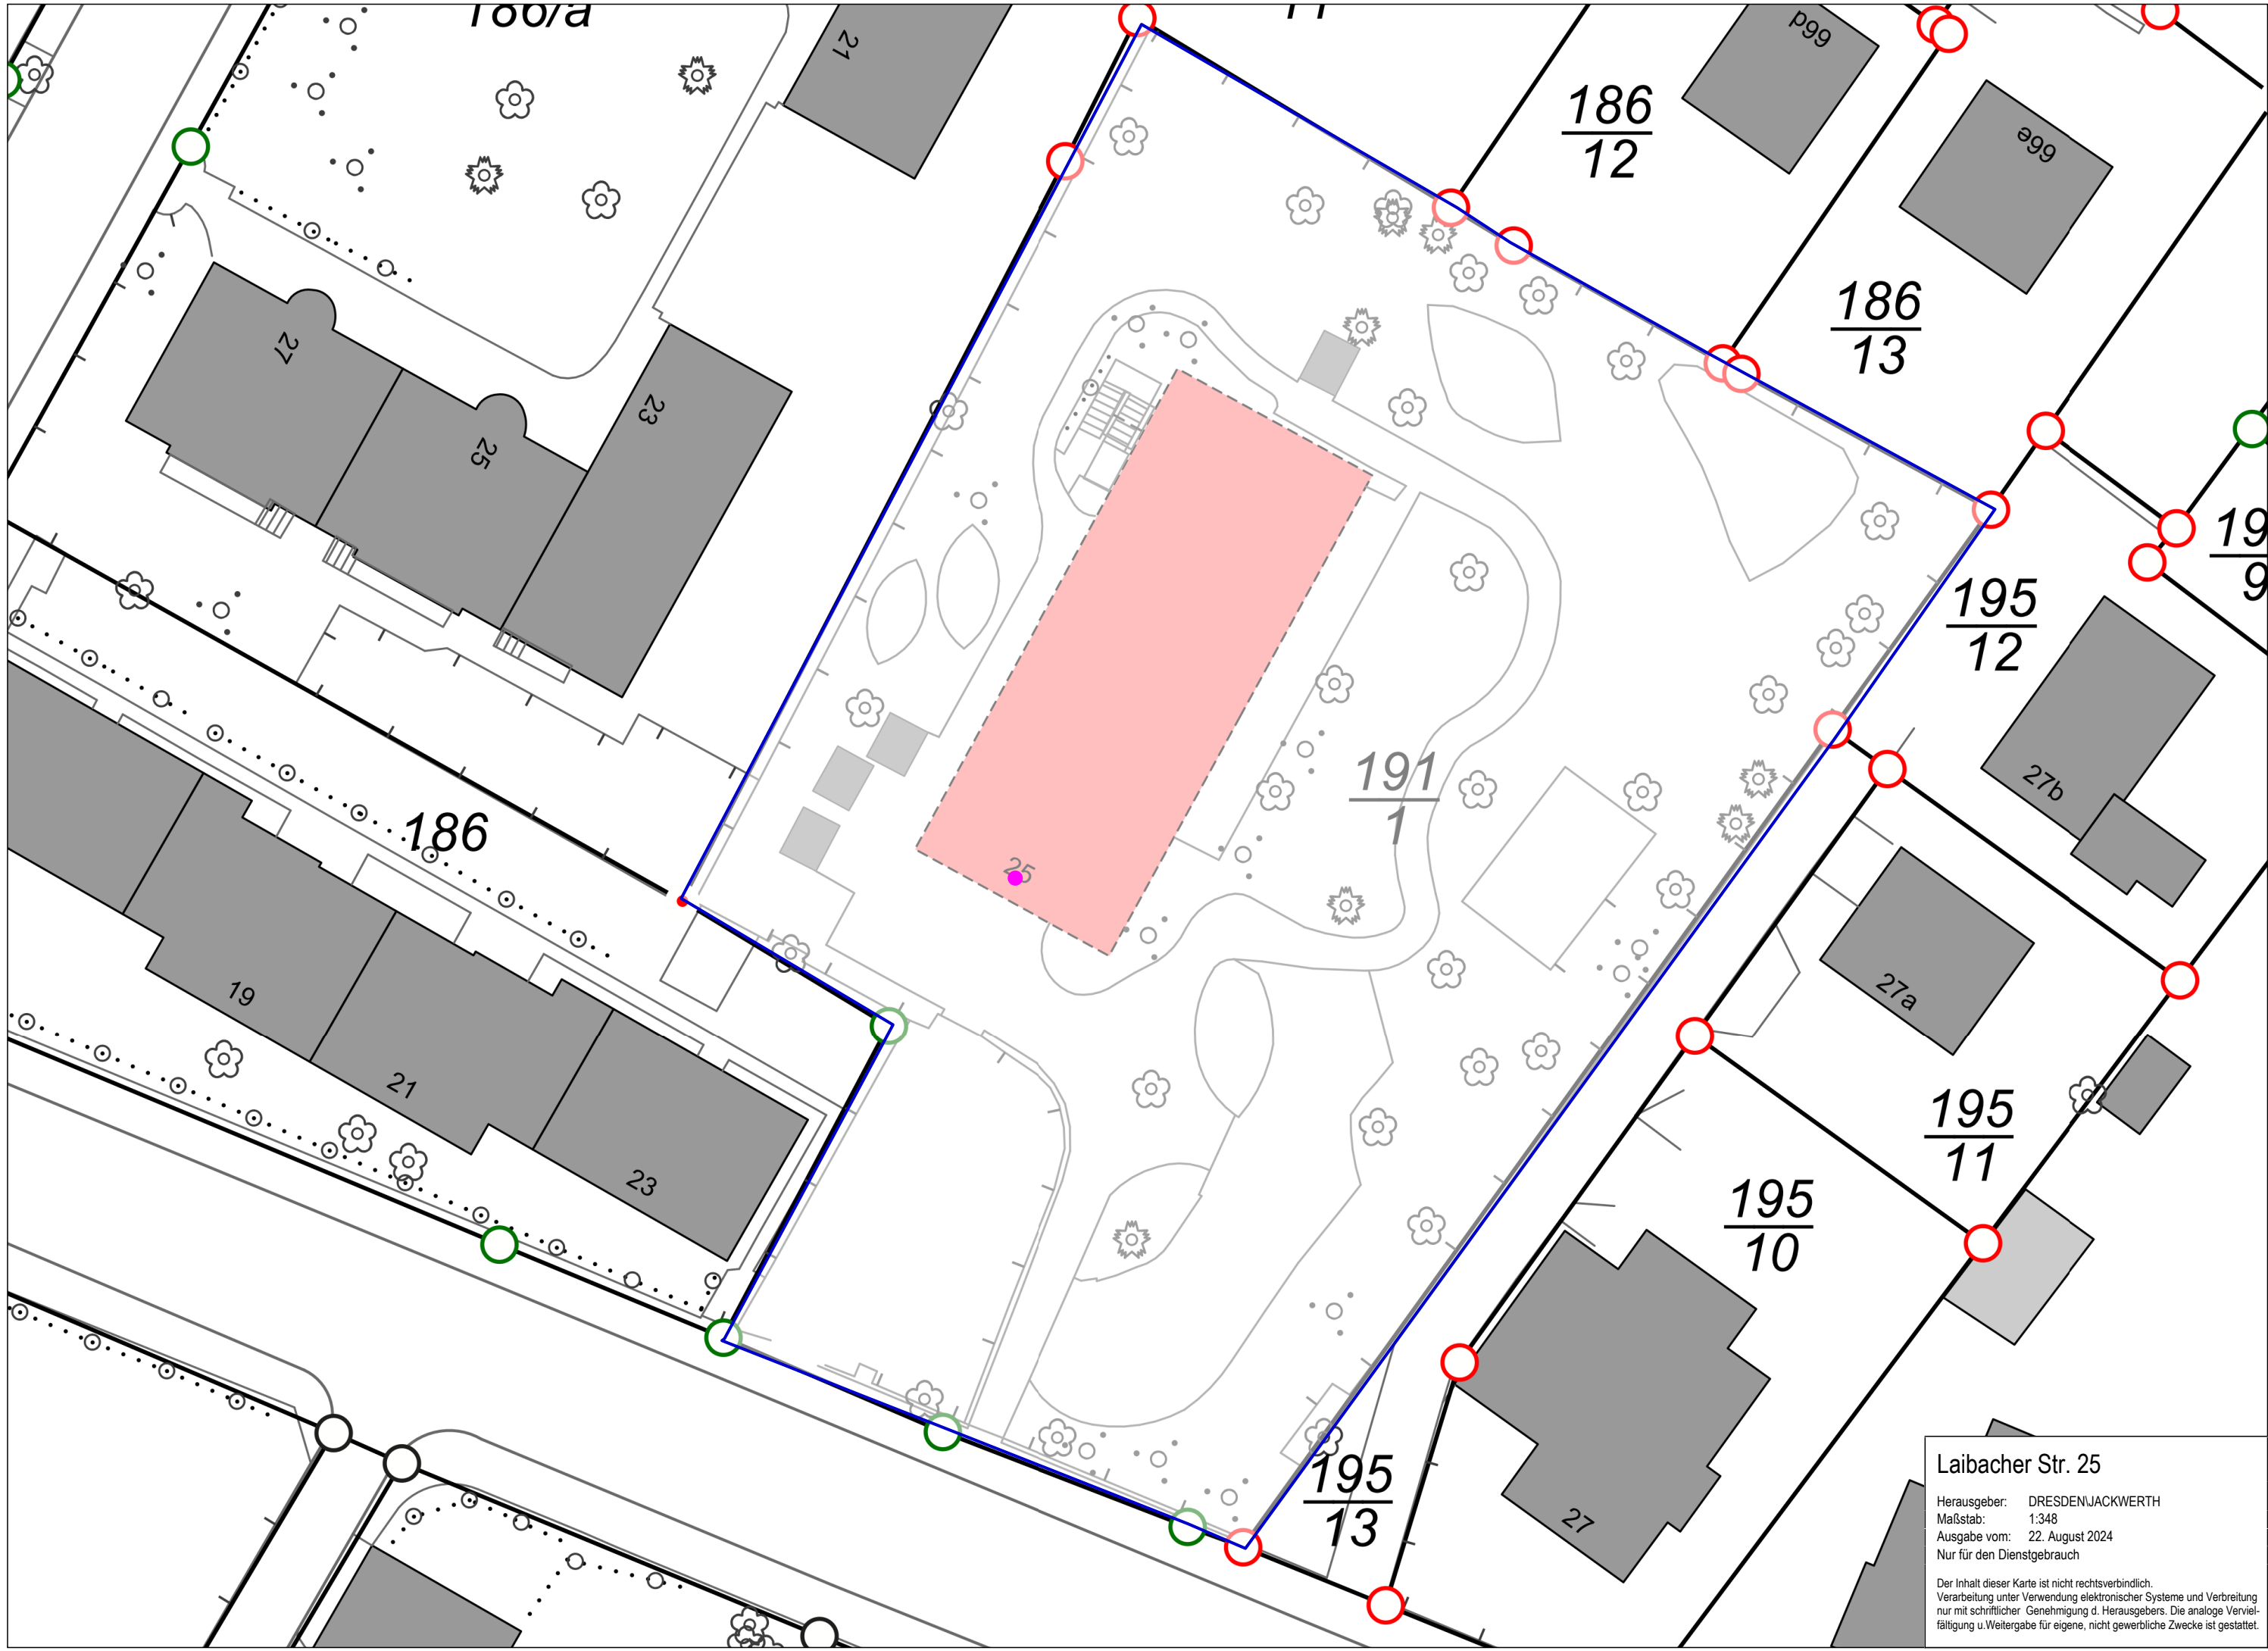 186/a
21
11
66d
186
12
66e
186
13
27
25
23
195
12
19
9
27b
191
1
186
25
27a
19
21
23
195
11
195
10
195
13
27
Laibacher Str. 25
Herausgeber: DRESDEN\JACKWERTH
Maßstab: 1:348
Ausgabe vom: 22. August 2024
Nur für den Dienstgebrauch
Der Inhalt dieser Karte ist nicht rechtsverbindlich.
Verarbeitung unter Verwendung elektronischer Systeme und Verbreitung
nur mit schriftlicher Genehmigung d. Herausgebers. Die analoge Verviel-
fältigung u.Weitergabe für eigene, nicht gewerbliche Zwecke ist gestattet.